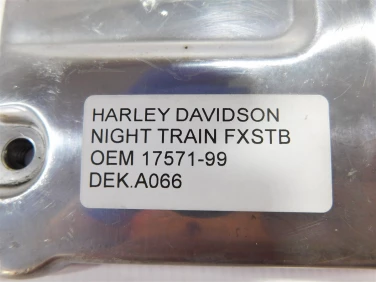 HARLEY DAVIDSON
NIGHT TRAIN FXSTB
OEM 17571-99
DEK.A066